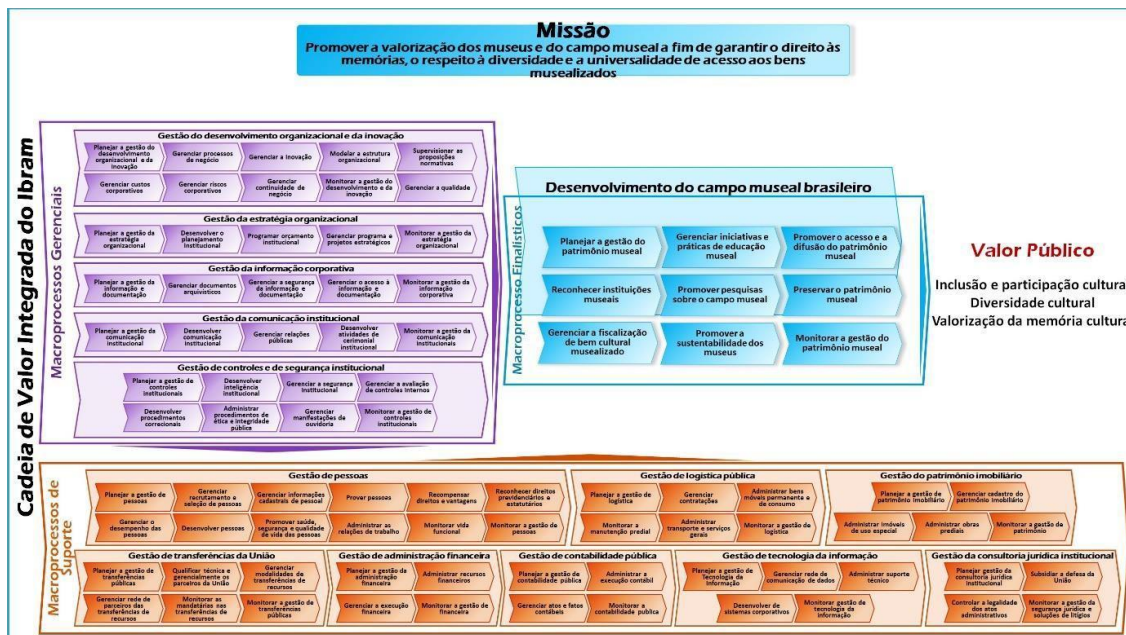 Missão
Promover a valorização dos museus e do campo museal a fim de garantir o direito às
memórias, o respeito à diversidade e a universalidade de acesso aos bens
musealizados
Cadeia de Valor Integrada do Ibram
Macroprocessos Gerenciais
Gestão do desenvolvimento organizacional e da inovação
Planejar a gestão do
desenvolvimento
organizacional e da
inovação
Gerenciar processos
de negócio
Gerenciar a inovação
Modelar a estrutura
organizacional
Supervisionar as
proposições
normativas
Gerenciar custos
corporativos
Gerenciar riscos
corporativos
Gerenciar
continuidade de
negócio
Monitorar a gestão do
desenvolvimento e da
inovação
Gerenciar a qualidade
Gestão da estratégia organizacional
Planejar a gestão da
estratégia
organizacional
Desenvolver o
planejamento
institucional
Programar orçamento
institucional
Gerenciar programa e
projetos estratégicos
Monitorar a gestão da
estratégia
organizacional
Gestão da informação corporativa
Planejar a gestão da
informação e
documentação
Gerenciar documentos
arquivísticos
Gerenciar a segurança
da informação e
documentação
Gerenciar o acesso à
informação e
documentação
Monitorar a gestão da
informação
corporativa
Gestão da comunicação institucional
Planejar a gestão da
comunicação
institucional
Desenvolver
comunicação
institucional
Gerenciar relações
públicas
Desenvolver
atividades de
cerimonial
institucional
Monitorar a gestão da
comunicação
institucionais
Gestão de controles e de segurança institucional
Planejar a gestão de
controles
institucionais
Desenvolver
inteligência
institucional
Gerenciar a segurança
institucional
Gerenciar a avaliação
de controles internos
Desenvolver
procedimentos
correcionais
Administrar
procedimentos de
ética e integridade
pública
Gerenciar
manifestações de
ouvidoria
Monitorar a gestão de
controles
institucionais
Macroprocesso Finalísticos
Desenvolvimento do campo museal brasileiro
Planejar a gestão do
patrimônio museal
Gerenciar iniciativas e
práticas de educação
museal
Promover o acesso e a
difusão do patrimônio
museal
Reconhecer instituições
museais
Promover pesquisas
sobre o campo museal
Preservar o patrimônio
museal
Gerenciar a fiscalização
de bem cultural
musealizado
Promover a
sustentabilidade dos
museus
Monitorar a gestão do
patrimônio museal
Valor Público
Inclusão e participação cultural
Diversidade cultural
Valorização da memória cultura
Macroprocessos de
Suporte
Gestão de pessoas
Planejar a gestão de
pessoas
Gerenciar
recrutamento e
seleção de pessoas
Gerenciar informações
cadastrais de pessoal
Prover pessoas
Recompensar
direitos e vantagens
Reconhecer direitos
previdenciários e
estatutários
Gerenciar o
desempenho das
pessoas
Desenvolver pessoas
Promover saúde,
segurança e qualidade
de vida das pessoas
Administrar as
relações de trabalho
Monitorar vida
funcional
Monitorar a gestão de
pessoas
Gestão de logística pública
Planejar a gestão de
logística
Gerenciar
contratações
Administrar bens
móveis permanente e
de consumo
Monitorar a
manutenção predial
Administrar
transporte e serviços
gerais
Monitorar a gestão de
logística
Gestão do patrimônio imobiliário
Planejar a gestão de
patrimônio imobiliário
Gerenciar cadastro do
patrimônio imobiliário
Administrar imóveis
de uso especial
Administrar obras
prediais
Monitorar a gestão de
patrimônio
Gestão de transferências da União
Planejar a gestão de
transferências
públicas
Qualificar técnica e
gerencialmente os
parceiros da União
Gerenciar
modalidades de
transferências de
recursos
Gerenciar rede de
parceiros das
transferências de
recursos
Monitorar as
mandatárias nas
transferências de
recursos
Monitorar a gestão de
transferências
públicas
Gestão de administração financeira
Planejar a gestão de
administração
financeira
Administrar recursos
financeiros
Gerenciar a execução
financeira
Monitorar a gestão de
financeira
Gestão de contabilidade pública
Planejar a gestão de
contabilidade pública
Administrar a
execução contábil
Gerenciar atos e fatos
contábeis
Monitorar a
contabilidade publica
Gestão de tecnologia da informação
Planejar a gestão de
Tecnologia da
Informação
Gerenciar rede de
comunicação de dados
Administrar suporte
técnico
Desenvolver de
sistemas corporativos
Monitorar gestão de
tecnologia da
informação
Gestão da consultoria jurídica institucional
Planejar gestão da
consultoria jurídica
institucional
Subsidiar a defesa da
União
Controlar a legalidade
dos atos
administrativos
Monitorar a gestão da
segurança jurídica e
soluções de litígios